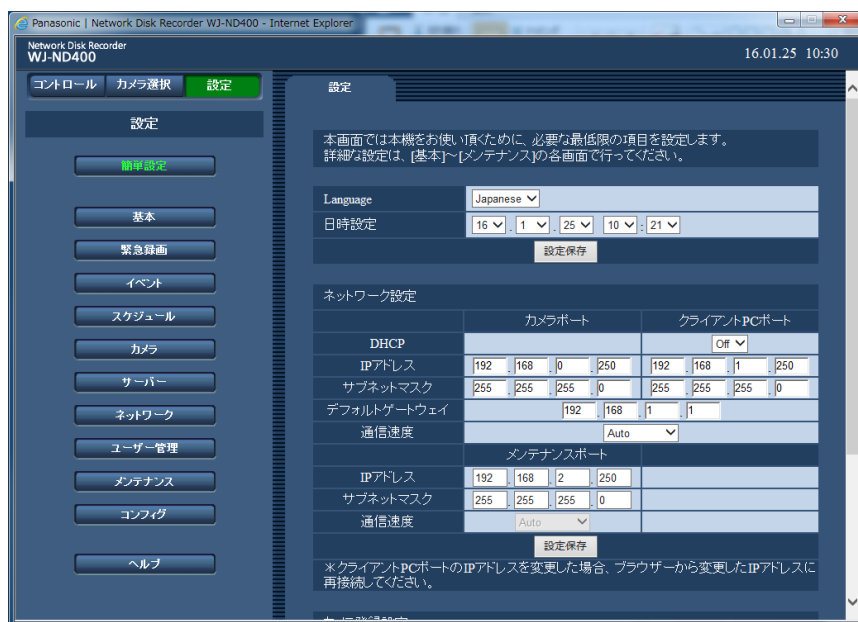 Panasonic | Network Disk Recorder WJ-ND400 - Internet Explorer
Network Disk Recorder
WJ-ND400
16.01.25 10:30
コントロール カメラ選択 設定
設定
簡単設定
基本
緊急録画
イベント
スケジュール
カメラ
サーバー
ネットワーク
ユーザー管理
メンテナンス
コンフィグ
ヘルプ
設定
本画面では本機をお使い頂くために、必要な最低限の項目を設定します。
詳細な設定は、[基本]～[メンテナンス]の各画面で行ってください。
Language Japanese
日時設定 16 . 1 . 25 10 : 21
設定保存
ネットワーク設定
カメラポート クライアントPCポート
DHCP Off
IPアドレス 192 . 168 . 0 . 250 192 . 168 . 1 . 250
サブネットマスク 255 . 255 . 255 . 0 255 . 255 . 255 . 0
デフォルトゲートウェイ 192 . 168 . 1 . 1
通信速度 Auto
メンテナンスポート
IPアドレス 192 . 168 . 2 . 250
サブネットマスク 255 . 255 . 255 . 0
通信速度 Auto
設定保存
※クライアントPCポートのIPアドレスを変更した場合、ブラウザーから変更したIPアドレスに
再接続してください。